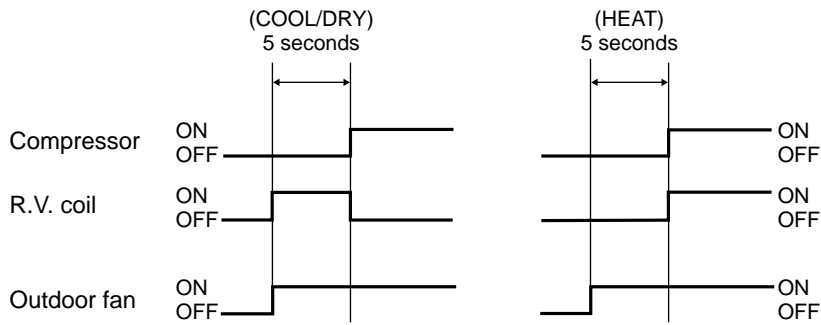 (COOL/DRY)
5 seconds
(HEAT)
5 seconds
Compressor
ON
OFF
ON
OFF
R.V. coil
ON
OFF
ON
OFF
Outdoor fan
ON
OFF
ON
OFF